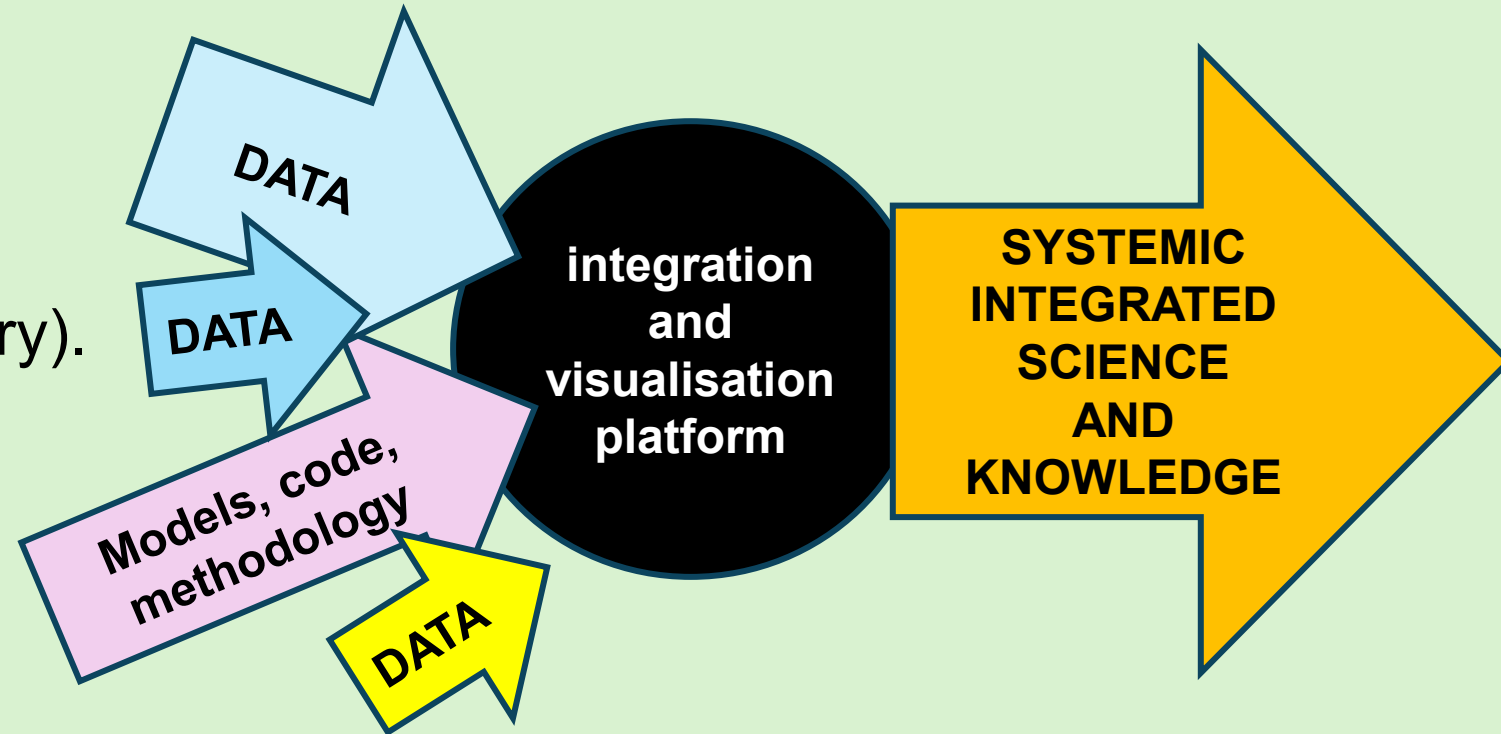 DATA
DATA
ry).
Models, code,
methodology
DATA
integration
and
visualisation
platform
SYSTEMIC
INTEGRATED
SCIENCE
AND
KNOWLEDGE